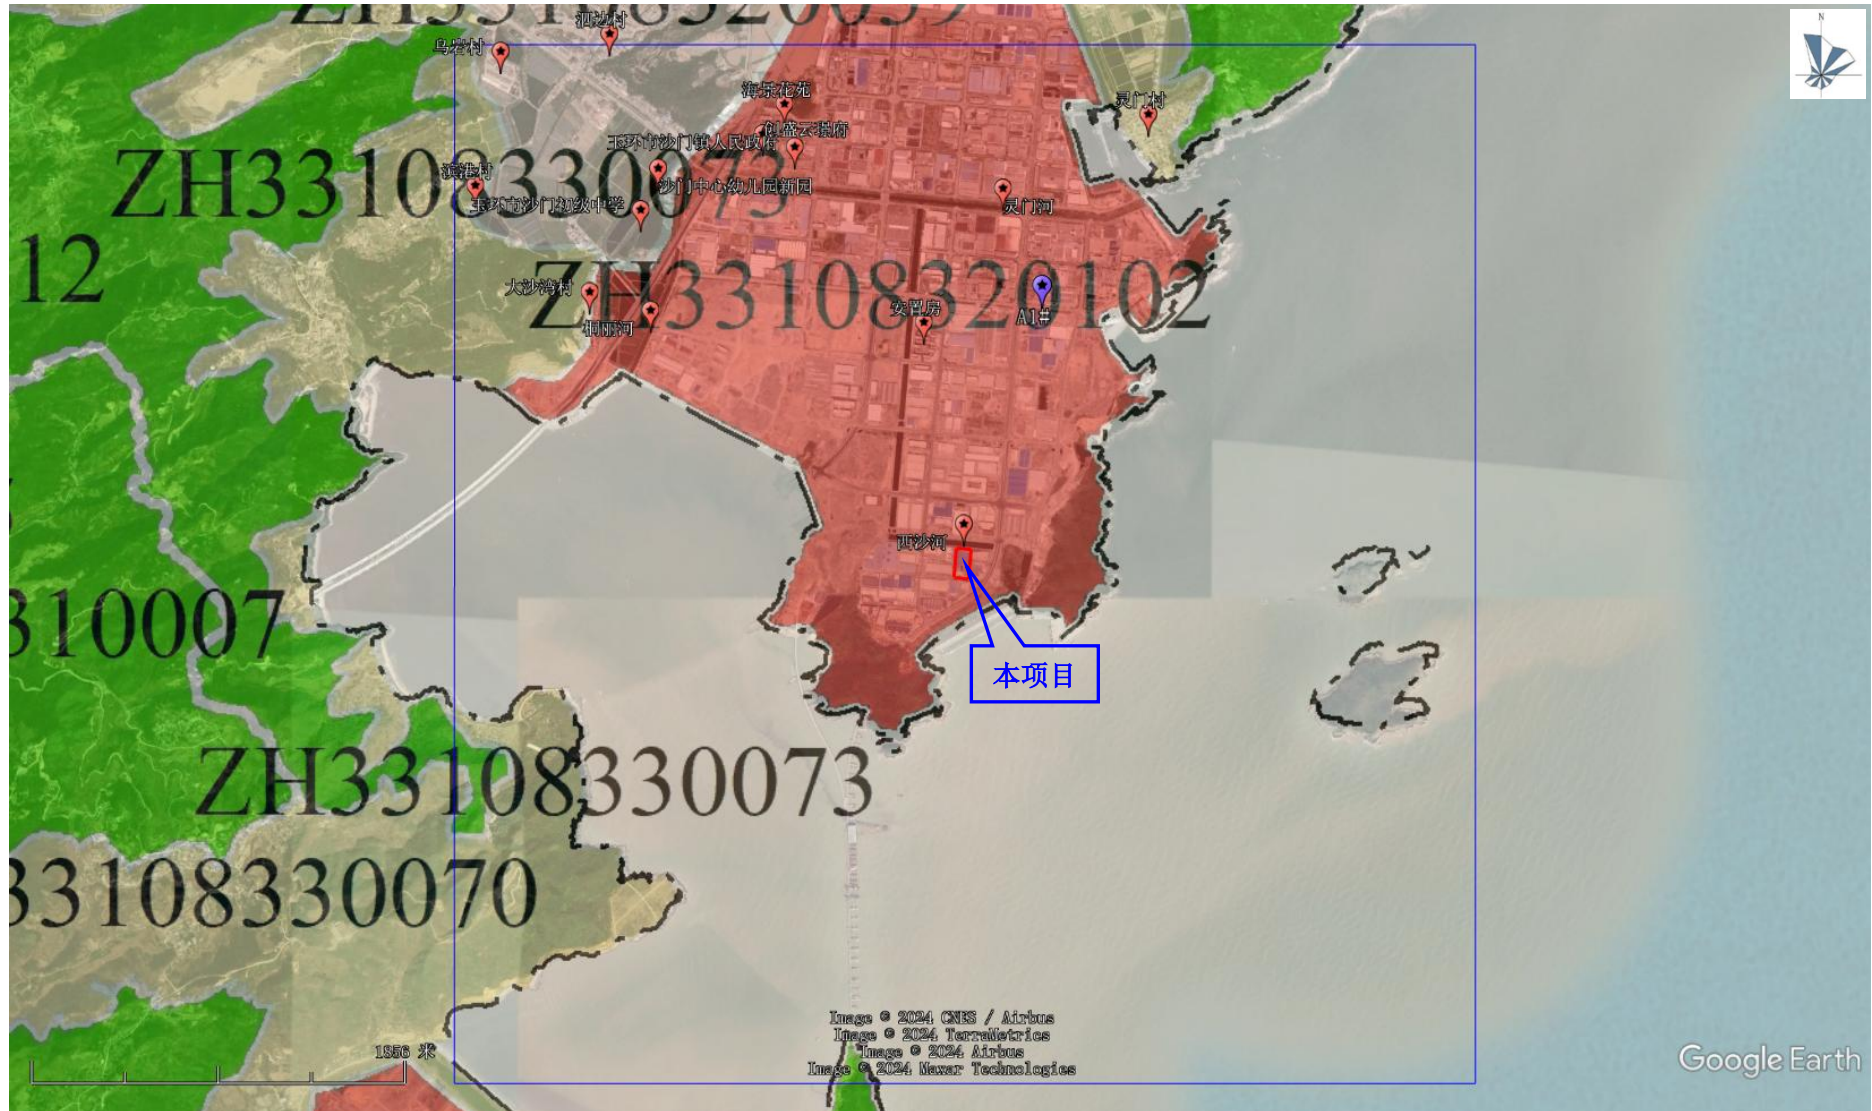 ZH33108320039
N
泗边村
乌岩村
海景花苑
灵门村
创盛云璟府
玉环市沙门镇人民政府
ZH33108330073
滨港村
沙门中心幼儿园新园
玉环市沙门初级中学
灵门河
12
大沙湾村
ZH33108320102
安置房
A1#
桐丽河
西沙河
310007
本项目
ZH33108330073
33108330070
Image © 2024 CNES / Airbus
Image © 2024 TerraMetrics
Image © 2024 Airbus
Image © 2024 Maxar Technologies
1856 米
Google Earth